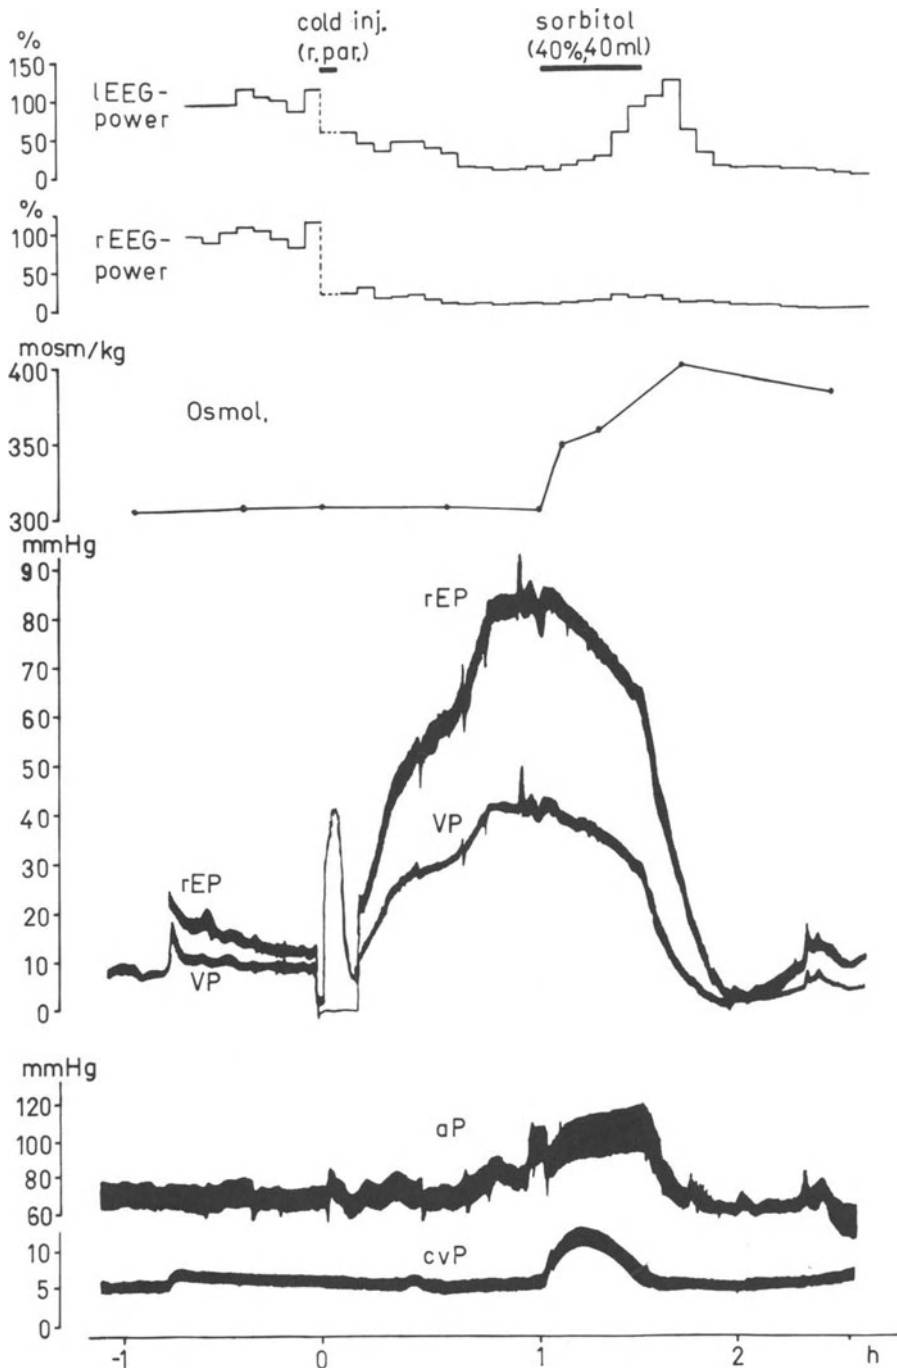 cold inj.
(r. par.)
sorbitol
(40%,40ml)
%
150
100
50
0
lEEG-
power
%
100
50
0
rEEG-
power
mosm/kg
400
350
300
Osmol.
mmHg
90
80
70
60
50
40
30
20
10
0
rEP
VP
rEP
VP
mmHg
120
100
80
60
aP
10
5
0
cvP
-1
0
1
2
h